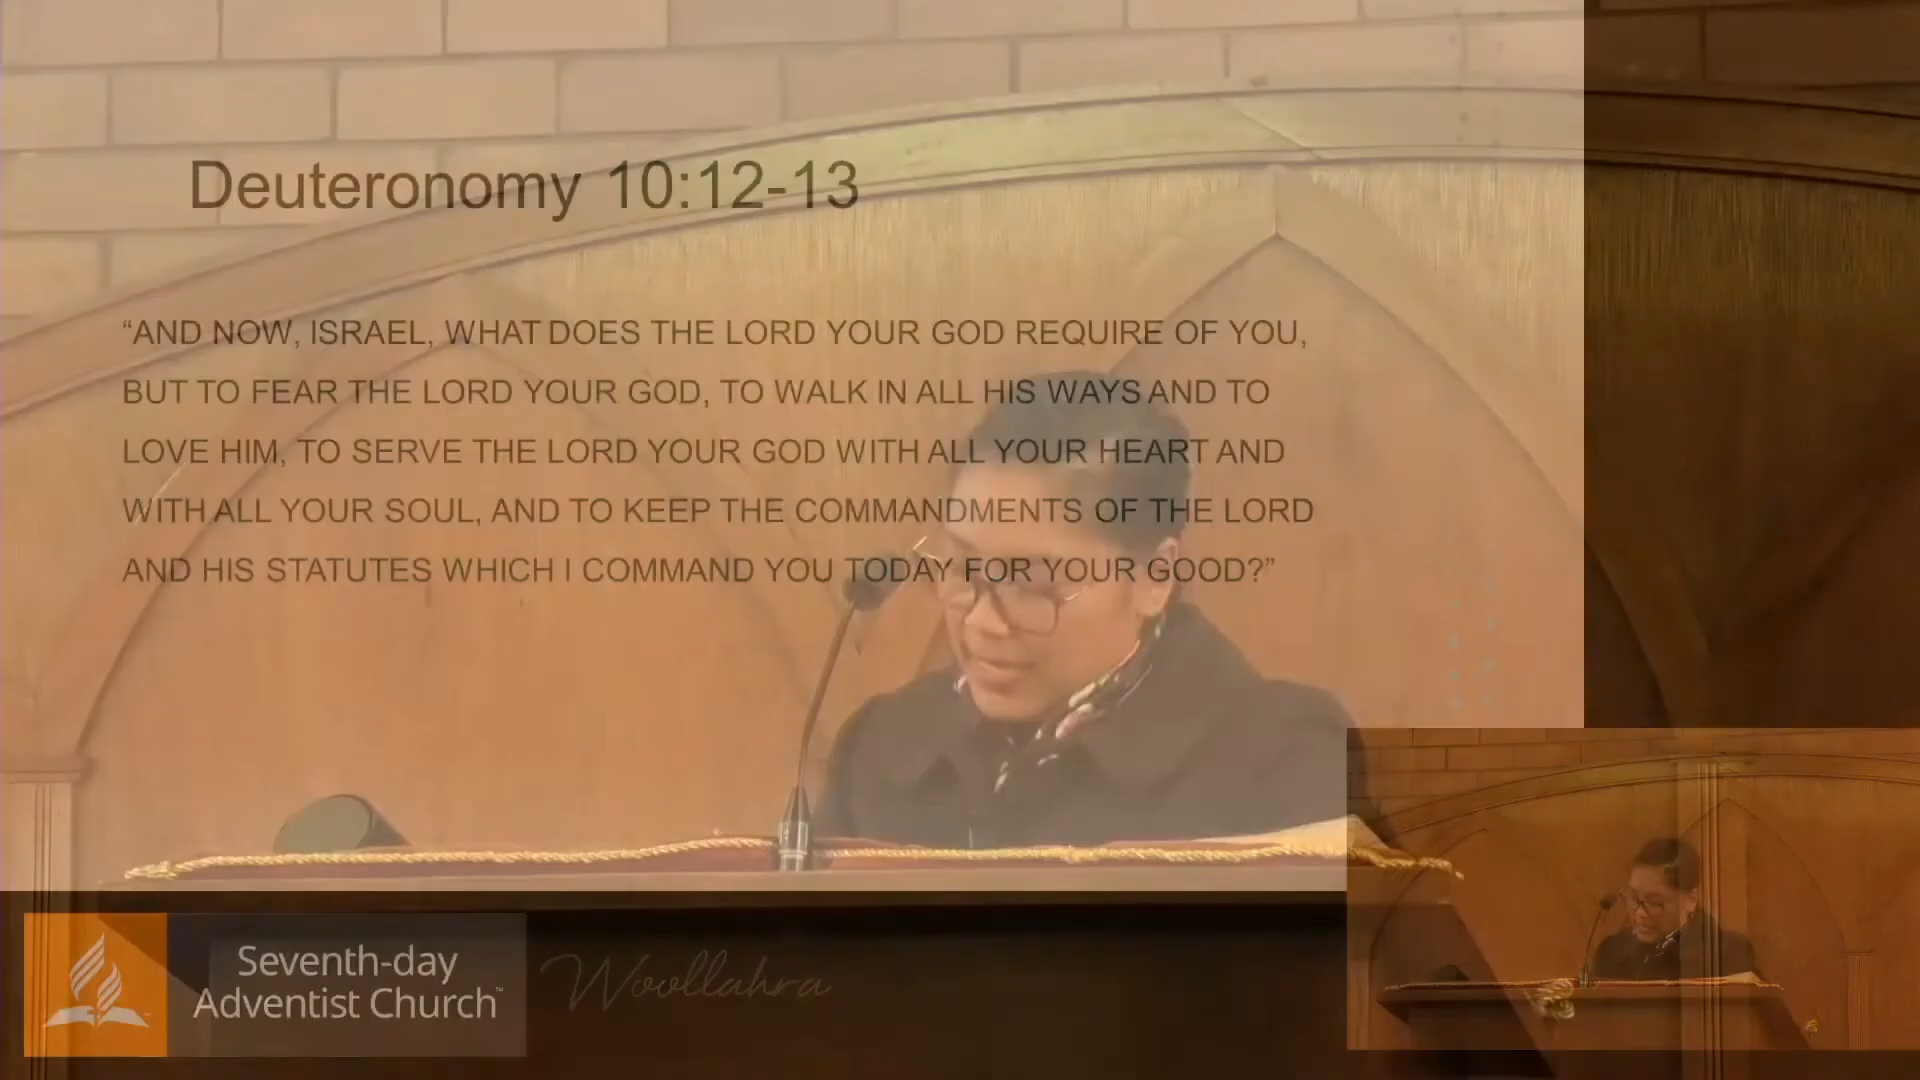 Deuteronomy 10:12-13
“AND NOW, ISRAEL, WHAT DOES THE LORD YOUR GOD REQUIRE OF YOU,
BUT TO FEAR THE LORD YOUR GOD, TO WALK IN ALL HIS WAYS AND TO
LOVE HIM, TO SERVE THE LORD YOUR GOD WITH ALL YOUR HEART AND
WITH ALL YOUR SOUL, AND TO KEEP THE COMMANDMENTS OF THE LORD
AND HIS STATUTES WHICH I COMMAND YOU TODAY FOR YOUR GOOD?”
Seventh-day
Adventist Church™
Woollahra